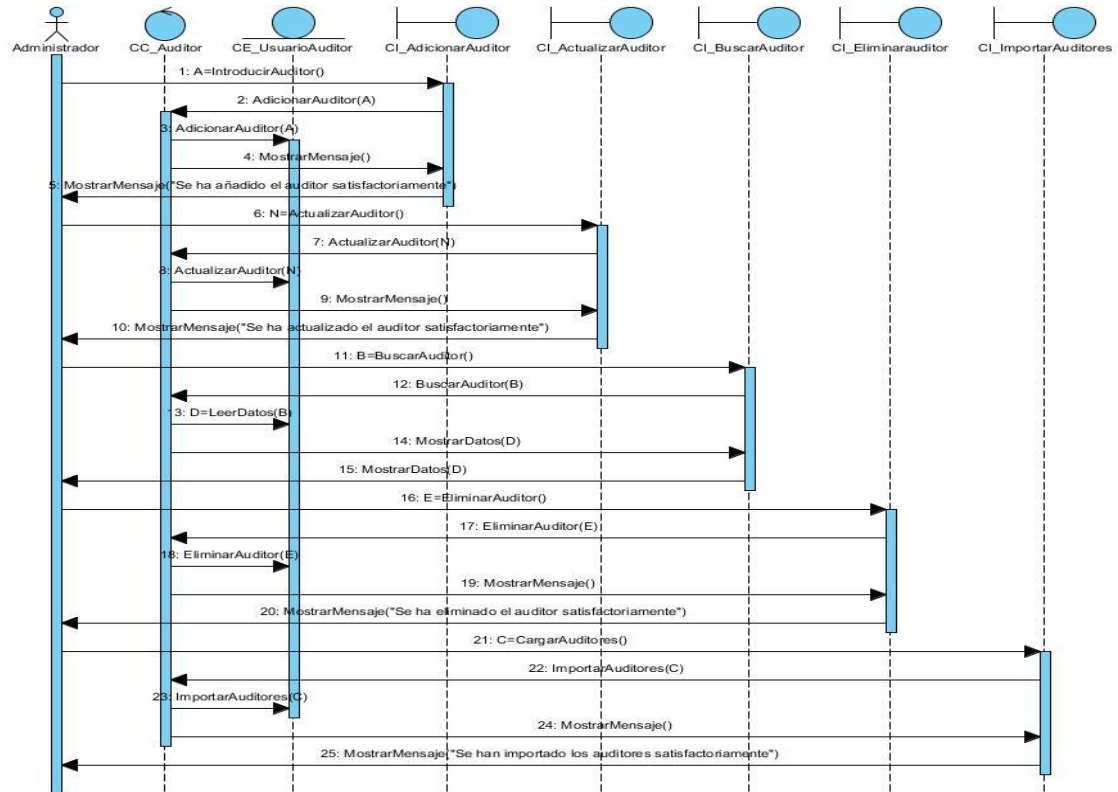 Administrador
CC_Auditor
CE_UsuarioAuditor
CI_AdicionarAuditor
CI_ActualizarAuditor
CI_BuscarAuditor
CI_Eliminarauditor
CI_ImportarAuditores
1: A=IntroducirAuditor()
2: AdicionarAuditor(A)
3: AdicionarAuditor(A)
4: MostrarMensaje()
5: MostrarMensaje("Se ha añadido el auditor satisfactoriamente")
6: N=ActualizarAuditor()
7: ActualizarAuditor(N)
8: ActualizarAuditor(N)
9: MostrarMensaje()
10: MostrarMensaje("Se ha actualizado el auditor satisfactoriamente")
11: B=BuscarAuditor()
12: BuscarAuditor(B)
13: D=LeerDatos(B)
14: MostrarDatos(D)
15: MostrarDatos(D)
16: E=EliminarAuditor()
17: EliminarAuditor(E)
18: EliminarAuditor(E)
19: MostrarMensaje()
20: MostrarMensaje("Se ha eliminado el auditor satisfactoriamente")
21: C=CargarAuditores()
22: ImportarAuditores(C)
23: ImportarAuditores(C)
24: MostrarMensaje()
25: MostrarMensaje("Se han importado los auditores satisfactoriamente")